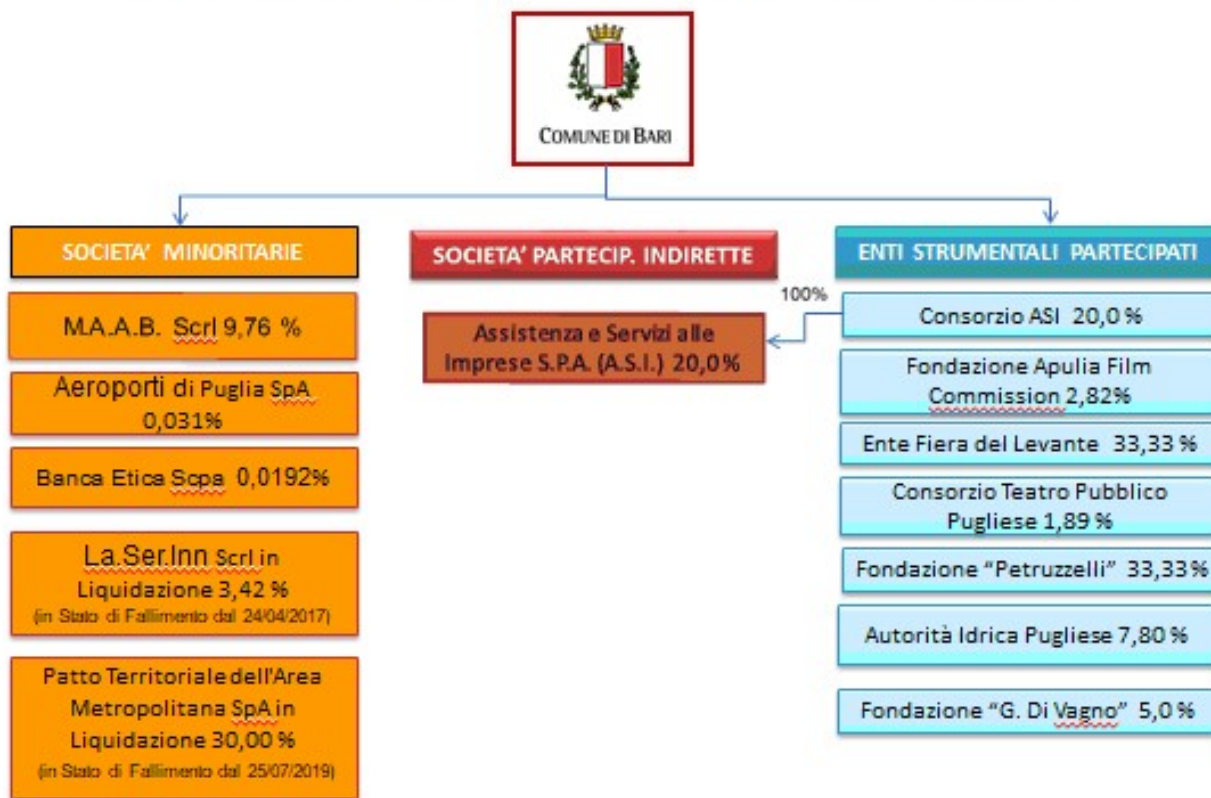 COMUNE DI BARI
SOCIETA' MINORITARIE
M.A.A.B. Scrl 9,76 %
Aeroporti di Puglia SpA
0,031%
Banca Etica Scpa 0,0192%
La.Ser.Inn Scrl in
Liquidazione 3,42 %
(in Stato di Fallimento dal 24/04/2017)
Patto Territoriale dell'Area
Metropolitana SpA in
Liquidazione 30,00 %
(in Stato di Fallimento dal 25/07/2019)
SOCIETA' PARTECIP. INDIRETTE
100%
Assistenza e Servizi alle
Imprese S.P.A. (A.S.I.) 20,0%
ENTI STRUMENTALI PARTECIPATI
Consorzio ASI 20,0 %
Fondazione Apulia Film
Commission 2,82%
Ente Fiera del Levante 33,33 %
Consorzio Teatro Pubblico
Pugliese 1,89 %
Fondazione "Petruzzelli" 33,33%
Autorità Idrica Pugliese 7,80 %
Fondazione "G. Di Vagno" 5,0 %